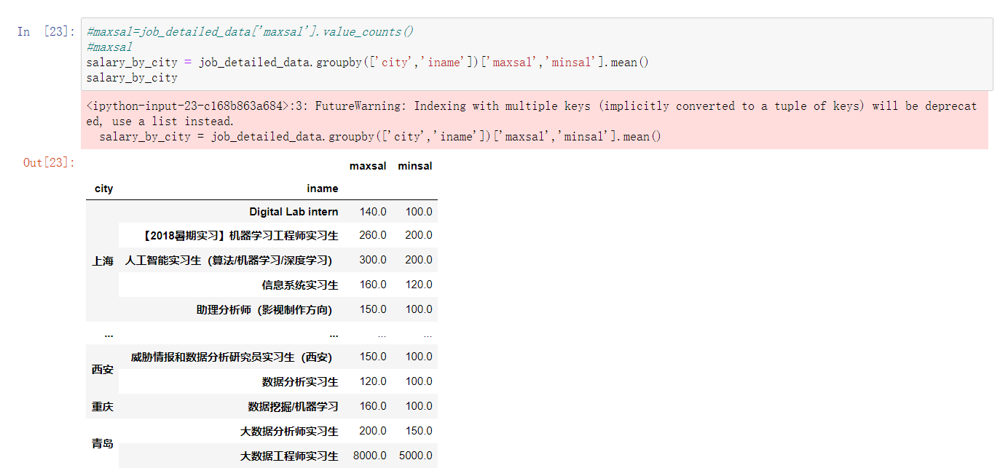 In [23]: #maxsal=job_detailed_data['maxsal'].value_counts()
#maxsal
salary_by_city = job_detailed_data.groupby(['city','iname'])['maxsal','minsal'].mean()
salary_by_city
<ipython-input-23-c168b863a684>:3: FutureWarning: Indexing with multiple keys (implicitly converted to a tuple of keys) will be deprecat
ed, use a list instead.
salary_by_city = job_detailed_data.groupby(['city','iname'])['maxsal','minsal'].mean()
Out[23]:
maxsal minsal
city iname
Digital Lab intern 140.0 100.0
【2018暑期实习】机器学习工程师实习生 260.0 200.0
上海 人工智能实习生（算法/机器学习/深度学习） 300.0 200.0
信息系统实习生 160.0 120.0
助理分析师（影视制作方向） 150.0 100.0
... ... ... ...
西安 威胁情报和数据分析研究员实习生（西安） 150.0 100.0
数据分析实习生 120.0 100.0
重庆 数据挖掘/机器学习 160.0 100.0
青岛 大数据分析师实习生 200.0 150.0
大数据工程师实习生 8000.0 5000.0